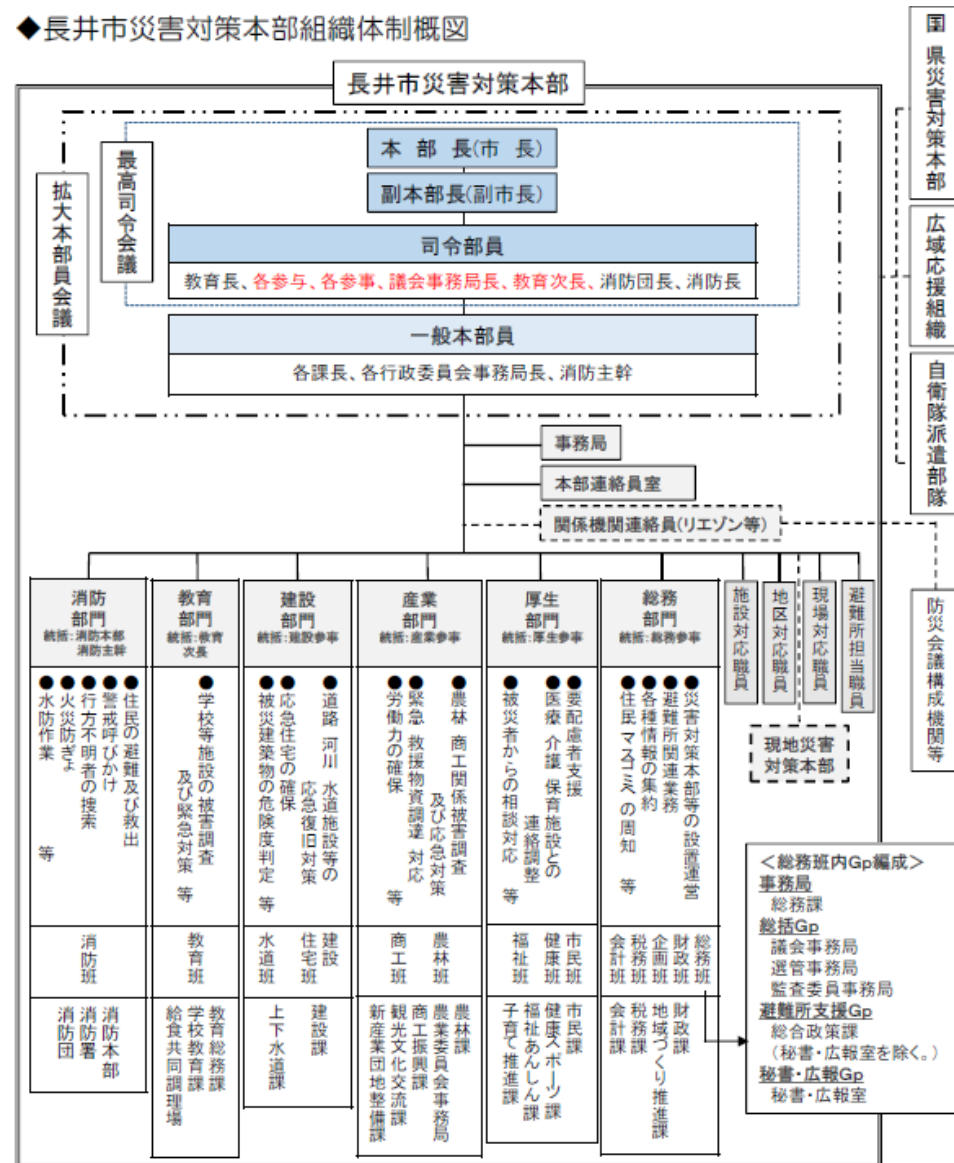 ◆長井市災害対策本部組織体制概図
長井市災害対策本部
拡大本部員会議
最高司令会議
本 部 長(市 長)
副本部長(副市長)
司令部員
教育長、各参与、各参事、議会事務局長、教育次長、消防団長、消防長
一般本部員
各課長、各行政委員会事務局長、消防主幹
国 県災害対策本部
広域応援組織
自衛隊派遣部隊
事務局
本部連絡員室
関係機関連絡員(リエゾン等)
防災会議構成機関等
消防
部門
統括:消防本部
消防主幹
●住民の避難及び救出
●警戒呼びかけ
●行方不明者の捜索
●火災防ぎょ
●水防作業 等
消防班
消防本部
消防署
消防団
教育
部門
統括:教育
次長
●学校等施設の被害調査
及び緊急対策 等
教育班
教育総務課
学校教育課
給食共同調理場
建設
部門
統括:建設参事
●道路 河川 水道施設等の
応急復旧対策
●応急住宅の確保
●被災建築物の危険度判定 等
建設
住宅班
水道班
建設課
上下水道課
産業
部門
統括:産業参事
●農林 商工関係被害調査
及び応急対策
●緊急 救援物資調達 対応
●労働力の確保 等
農林班
商工班
農林課
農業委員会事務局
商工振興課
観光文化交流課
新産業団地整備課
厚生
部門
統括:厚生参事
●要配慮者支援
●医療 介護 保育施設との
連絡調整
●被災者からの相談対応 等
市民班
健康班
福祉班
市民課
健康スポーツ課
福祉あんしん課
子育て推進課
総務
部門
統括:総務参事
●災害対策本部等の設置運営
●避難所関連業務
●各種情報の集約
●住民 マスコミへの周知 等
総務班
財政班
企画班
税務班
会計班
財政課
地域づくり推進課
税務課
会計課
施設対応職員
地区対応職員
現場対応職員
避難所担当職員
現地災害
対策本部
＜総務班内Gp編成＞
事務局
総務課
総括Gp
議会事務局
選管事務局
監査委員事務局
避難所支援Gp
総合政策課
(秘書・広報室を除く。)
秘書・広報Gp
秘書・広報室